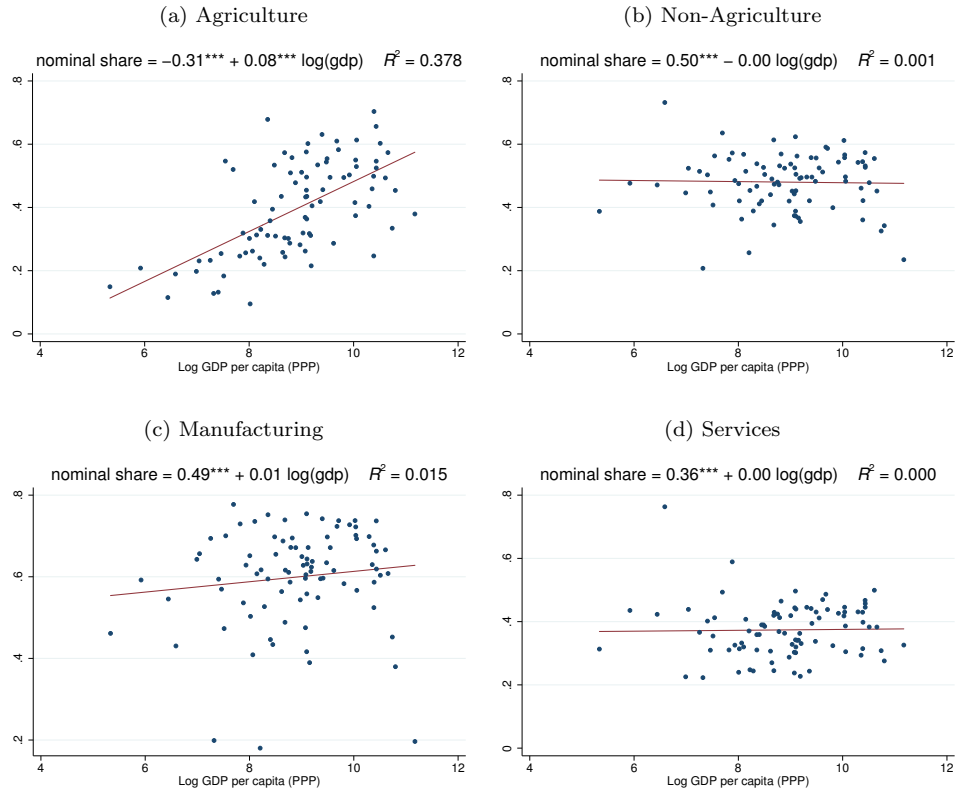 (a) Agriculture
nominal share = −0.31*** + 0.08*** log(gdp) R² = 0.378
.8
.6
.4
.2
0
4 6 8 10 12
Log GDP per capita (PPP)
(b) Non-Agriculture
nominal share = 0.50*** − 0.00 log(gdp) R² = 0.001
.8
.6
.4
.2
0
4 6 8 10 12
Log GDP per capita (PPP)
(c) Manufacturing
nominal share = 0.49*** + 0.01 log(gdp) R² = 0.015
.8
.6
.4
.2
4 6 8 10 12
Log GDP per capita (PPP)
(d) Services
nominal share = 0.36*** + 0.00 log(gdp) R² = 0.000
.8
.6
.4
.2
0
4 6 8 10 12
Log GDP per capita (PPP)